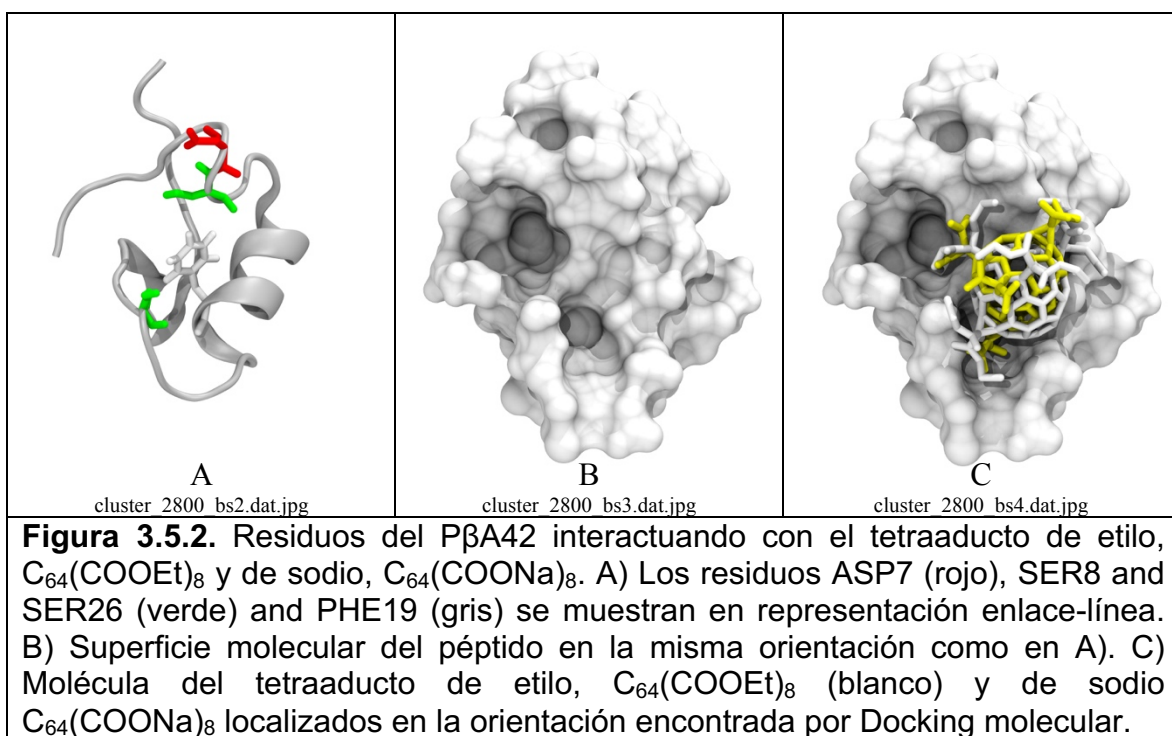 A
cluster_2800_bs2.dat.jpg
B
cluster_2800_bs3.dat.jpg
C
cluster_2800_bs4.dat.jpg
Figura 3.5.2. Residuos del PβA42 interactuando con el tetraaducto de etilo,
C₆₄(COOEt)₈ y de sodio, C₆₄(COONa)₈. A) Los residuos ASP7 (rojo), SER8 and
SER26 (verde) and PHE19 (gris) se muestran en representación enlace-línea.
B) Superficie molecular del péptido en la misma orientación como en A). C)
Molécula del tetraaducto de etilo, C₆₄(COOEt)₈ (blanco) y de sodio
C₆₄(COONa)₈ localizados en la orientación encontrada por Docking molecular.